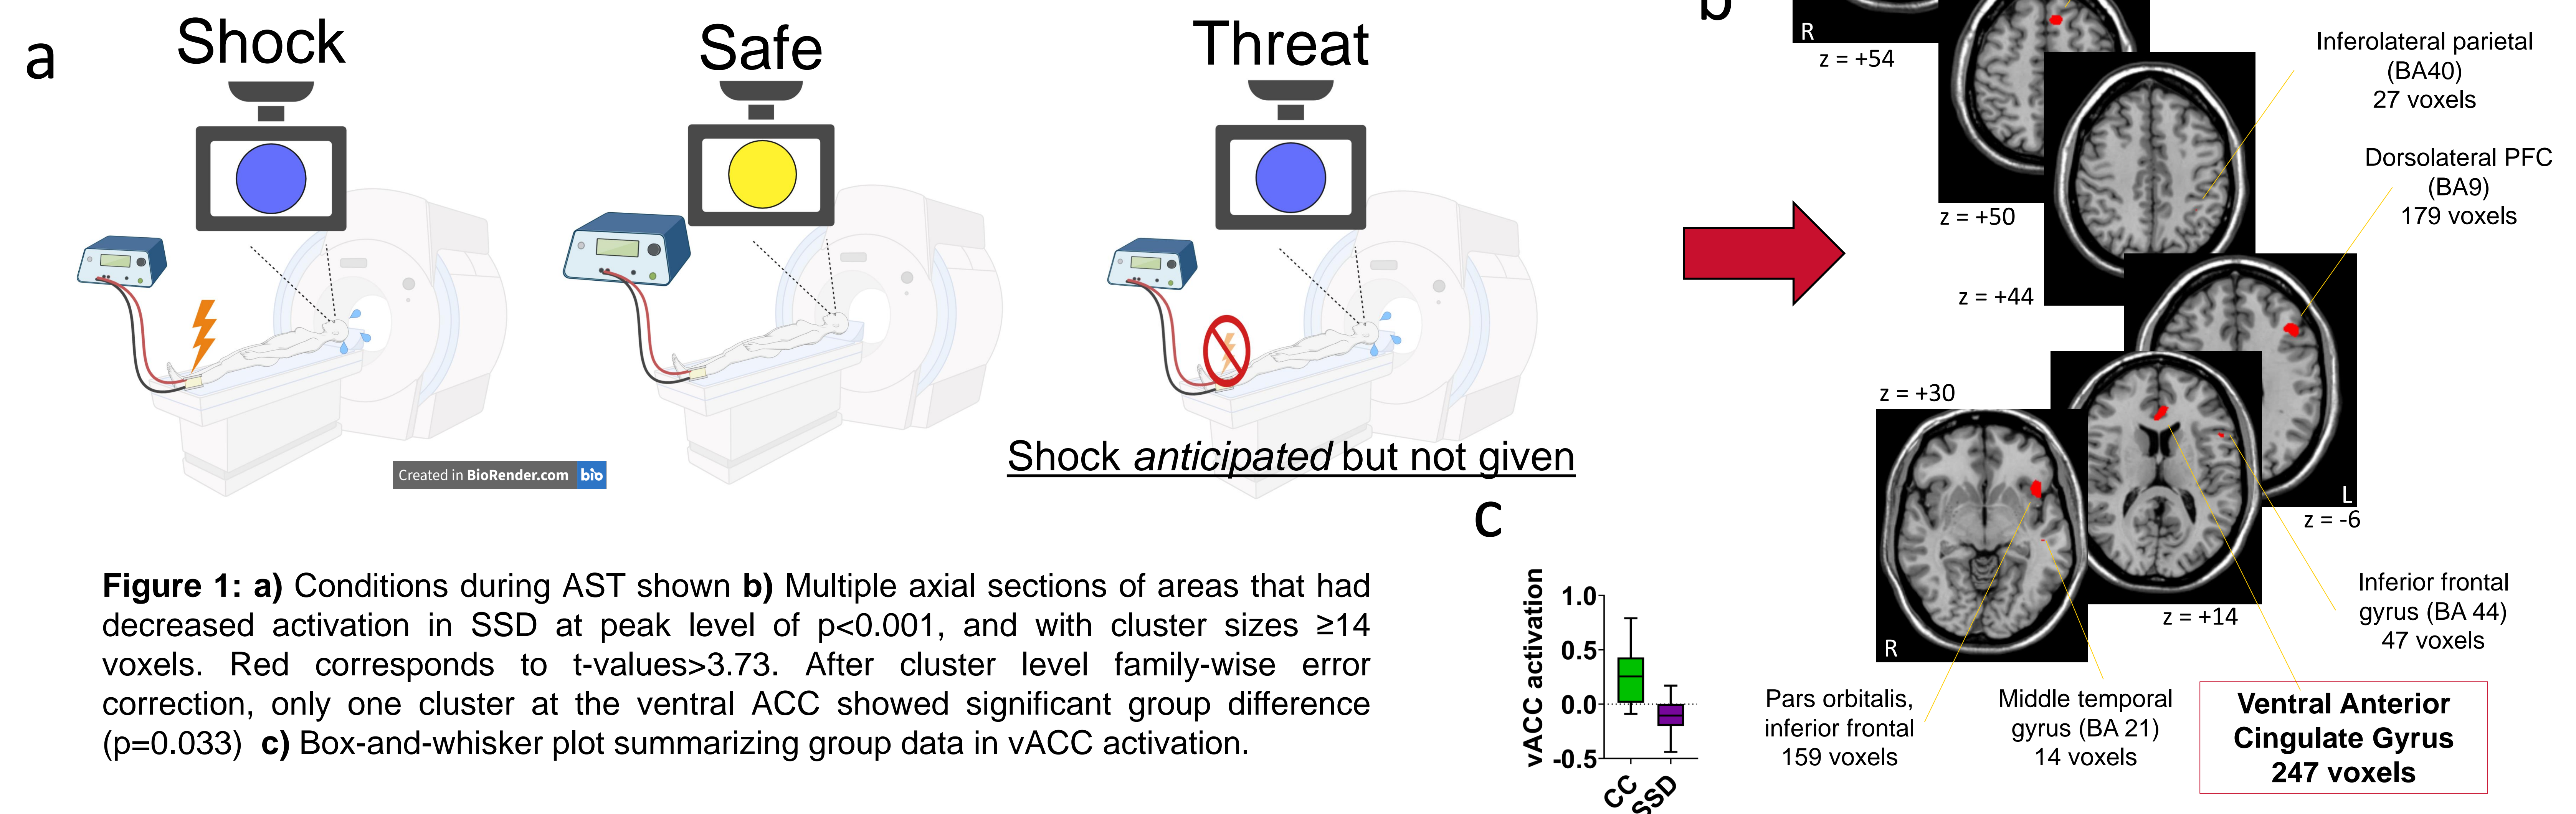 a
Shock
Safe
Threat
Created in BioRender.com bio
Shock anticipated but not given
Figure 1: a) Conditions during AST shown b) Multiple axial sections of areas that had
decreased activation in SSD at peak level of p<0.001, and with cluster sizes ≥14
voxels. Red corresponds to t-values>3.73. After cluster level family-wise error
correction, only one cluster at the ventral ACC showed significant group difference
(p=0.033) c) Box-and-whisker plot summarizing group data in vACC activation.
b
R
z = +54
z = +50
z = +44
Inferolateral parietal
(BA40)
27 voxels
Dorsolateral PFC
(BA9)
179 voxels
z = +30
L
z = -6
R
z = +14
Inferior frontal
gyrus (BA 44)
47 voxels
Pars orbitalis,
inferior frontal
159 voxels
Middle temporal
gyrus (BA 21)
14 voxels
Ventral Anterior
Cingulate Gyrus
247 voxels
c
vACC activation
1.0
0.5
0.0
-0.5
CC
SSD